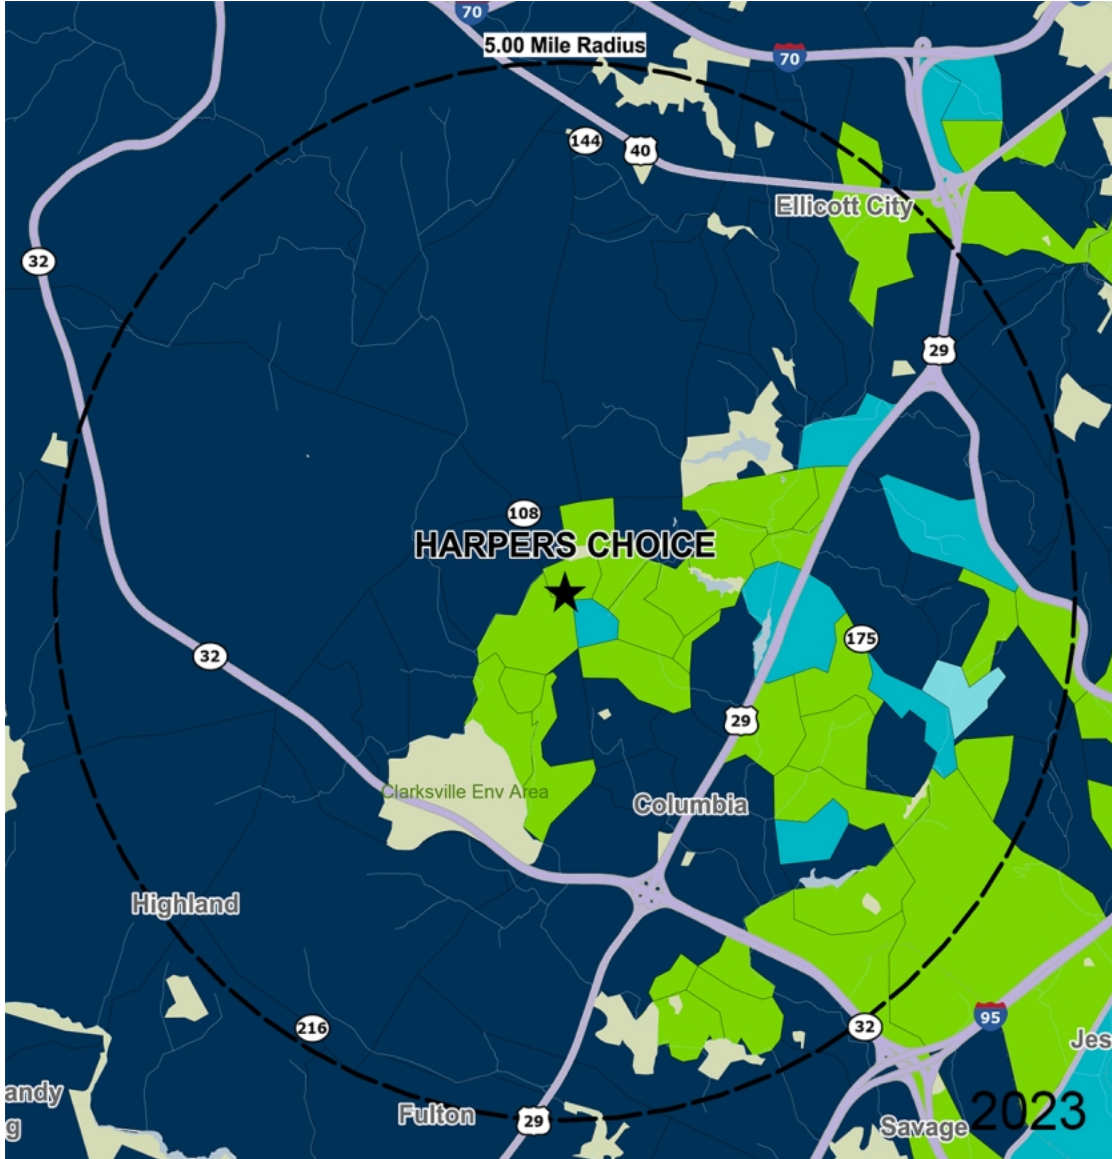 70
5.00 Mile Radius
70
144
40
Ellicott City
32
29
108
HARPERS CHOICE
175
32
29
Clarksville Env Area
Columbia
Highland
95
216
32
Jes
andy
g
Fulton
29
Savage
2023